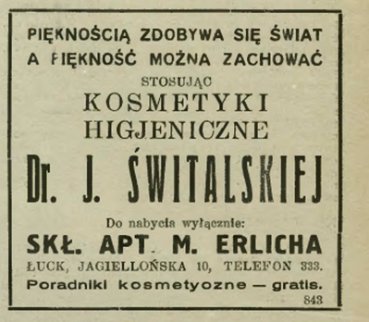 PIĘKNOŚCIĄ ZDOBYWA SIĘ ŚWIAT
A PIĘKNOŚĆ MOŻNA ZACHOWAĆ
STOSUJĄC
KOSMETYKI
HIGJENICZNE
Dr. J. ŚWITALSKIEJ
Do nabycia wyłącznie:
SKŁ. APT. M. ERLICHA
ŁUCK, JAGIELLOŃSKA 10, TELEFON 333.
Poradniki kosmetyczne — gratis.
843